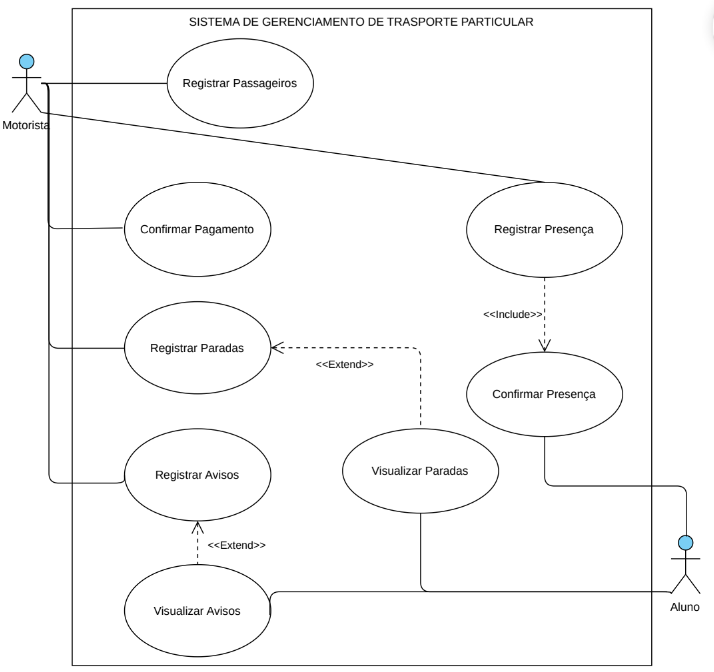 SISTEMA DE GERENCIAMENTO DE TRASPORTE PARTICULAR
Registrar Passageiros
Motorista
Confirmar Pagamento
Registrar Presença
<<Include>>
Registrar Paradas
<<Extend>>
Confirmar Presença
Registrar Avisos
Visualizar Paradas
<<Extend>>
Visualizar Avisos
Aluno